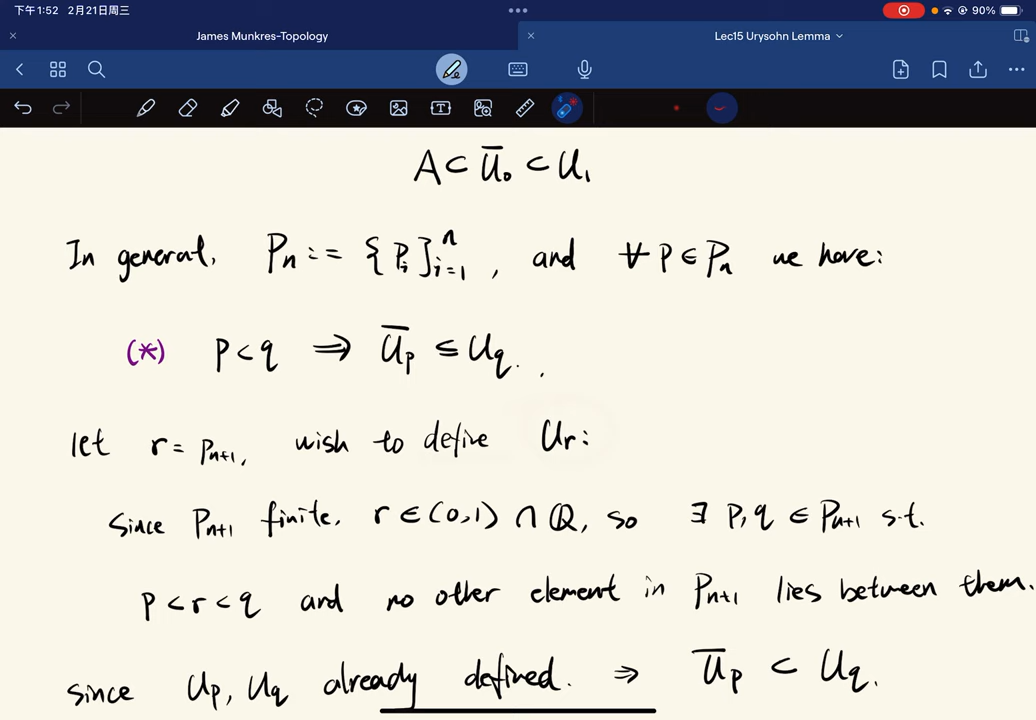 下午1:52 2月21日周三
90%
James Munkres-Topology
Lec15 Urysohn Lemma
A ⊂ Ū₀ ⊂ U₁
In general, Pₙ := {Pᵢ}ⁿᵢ₌₁, and ∀ p ∈ Pₙ we have:
(*) p < q ⟹ Ūp ⊆ Uq.,
let r = Pₙ₊₁, wish to define Ur:
since Pₙ₊₁ finite, r ∈ (0,1) ∩ ℚ, so ∃ p, q ∈ Pₙ₊₁ s.t.
p < r < q and no other element in Pₙ₊₁ lies between them.
since Up, Uq already defined. ⇒ Ūp ⊂ Uq.